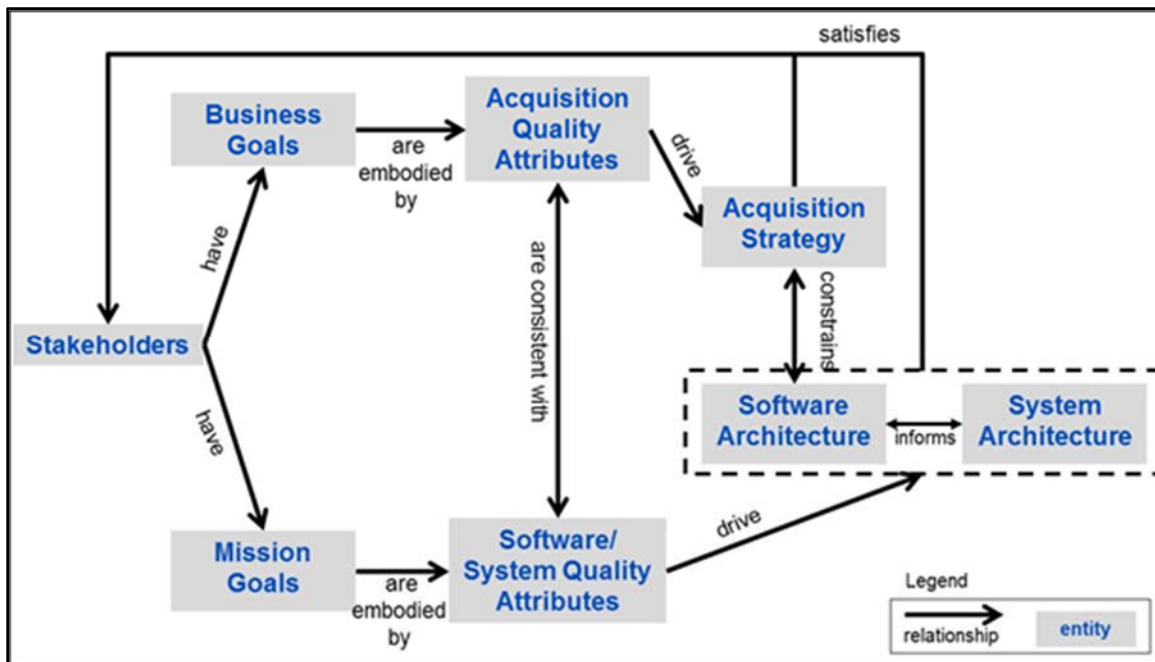 satisfies
Business
Goals
are
embodied
by
Acquisition
Quality
Attributes
drive
Acquisition
Strategy
have
are consistent with
constrains
Stakeholders
have
Software
Architecture
informs
System
Architecture
Mission
Goals
are
embodied
by
Software/
System Quality
Attributes
drive
Legend
relationship
entity